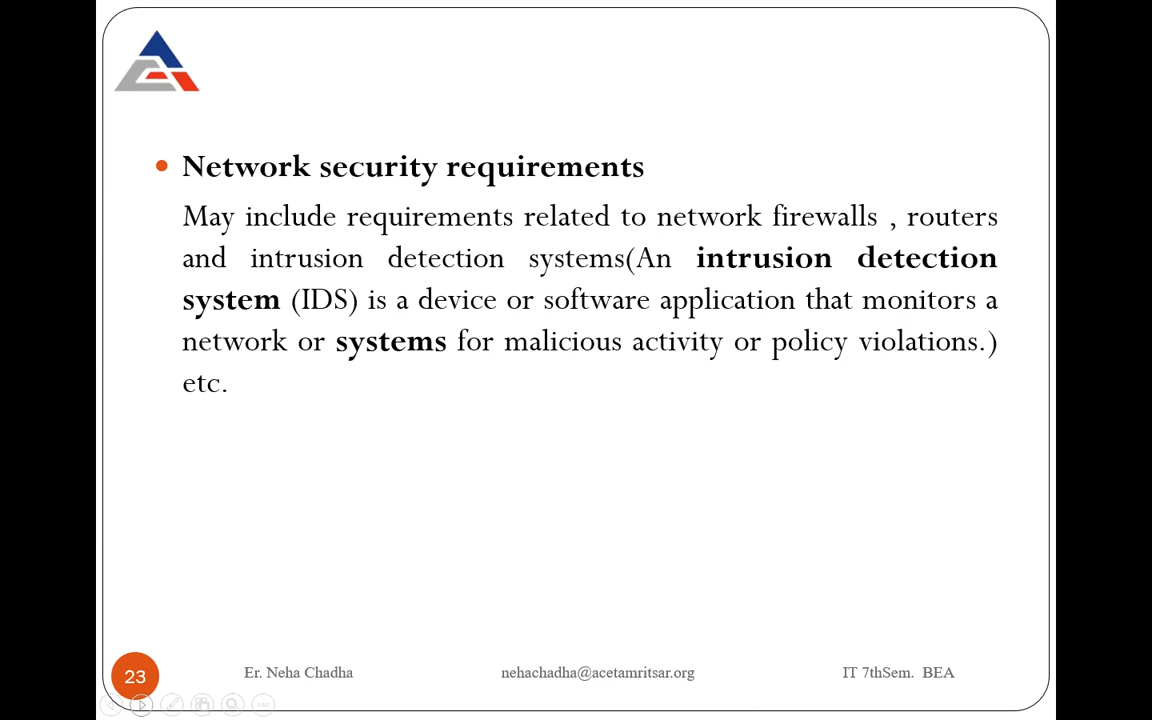 Network security requirements
May include requirements related to network firewalls , routers
and intrusion detection systems(An intrusion detection
system (IDS) is a device or software application that monitors a
network or systems for malicious activity or policy violations.)
etc.
23
Er. Neha Chadha
nehachadha@acetamritsar.org
IT 7thSem. BEA